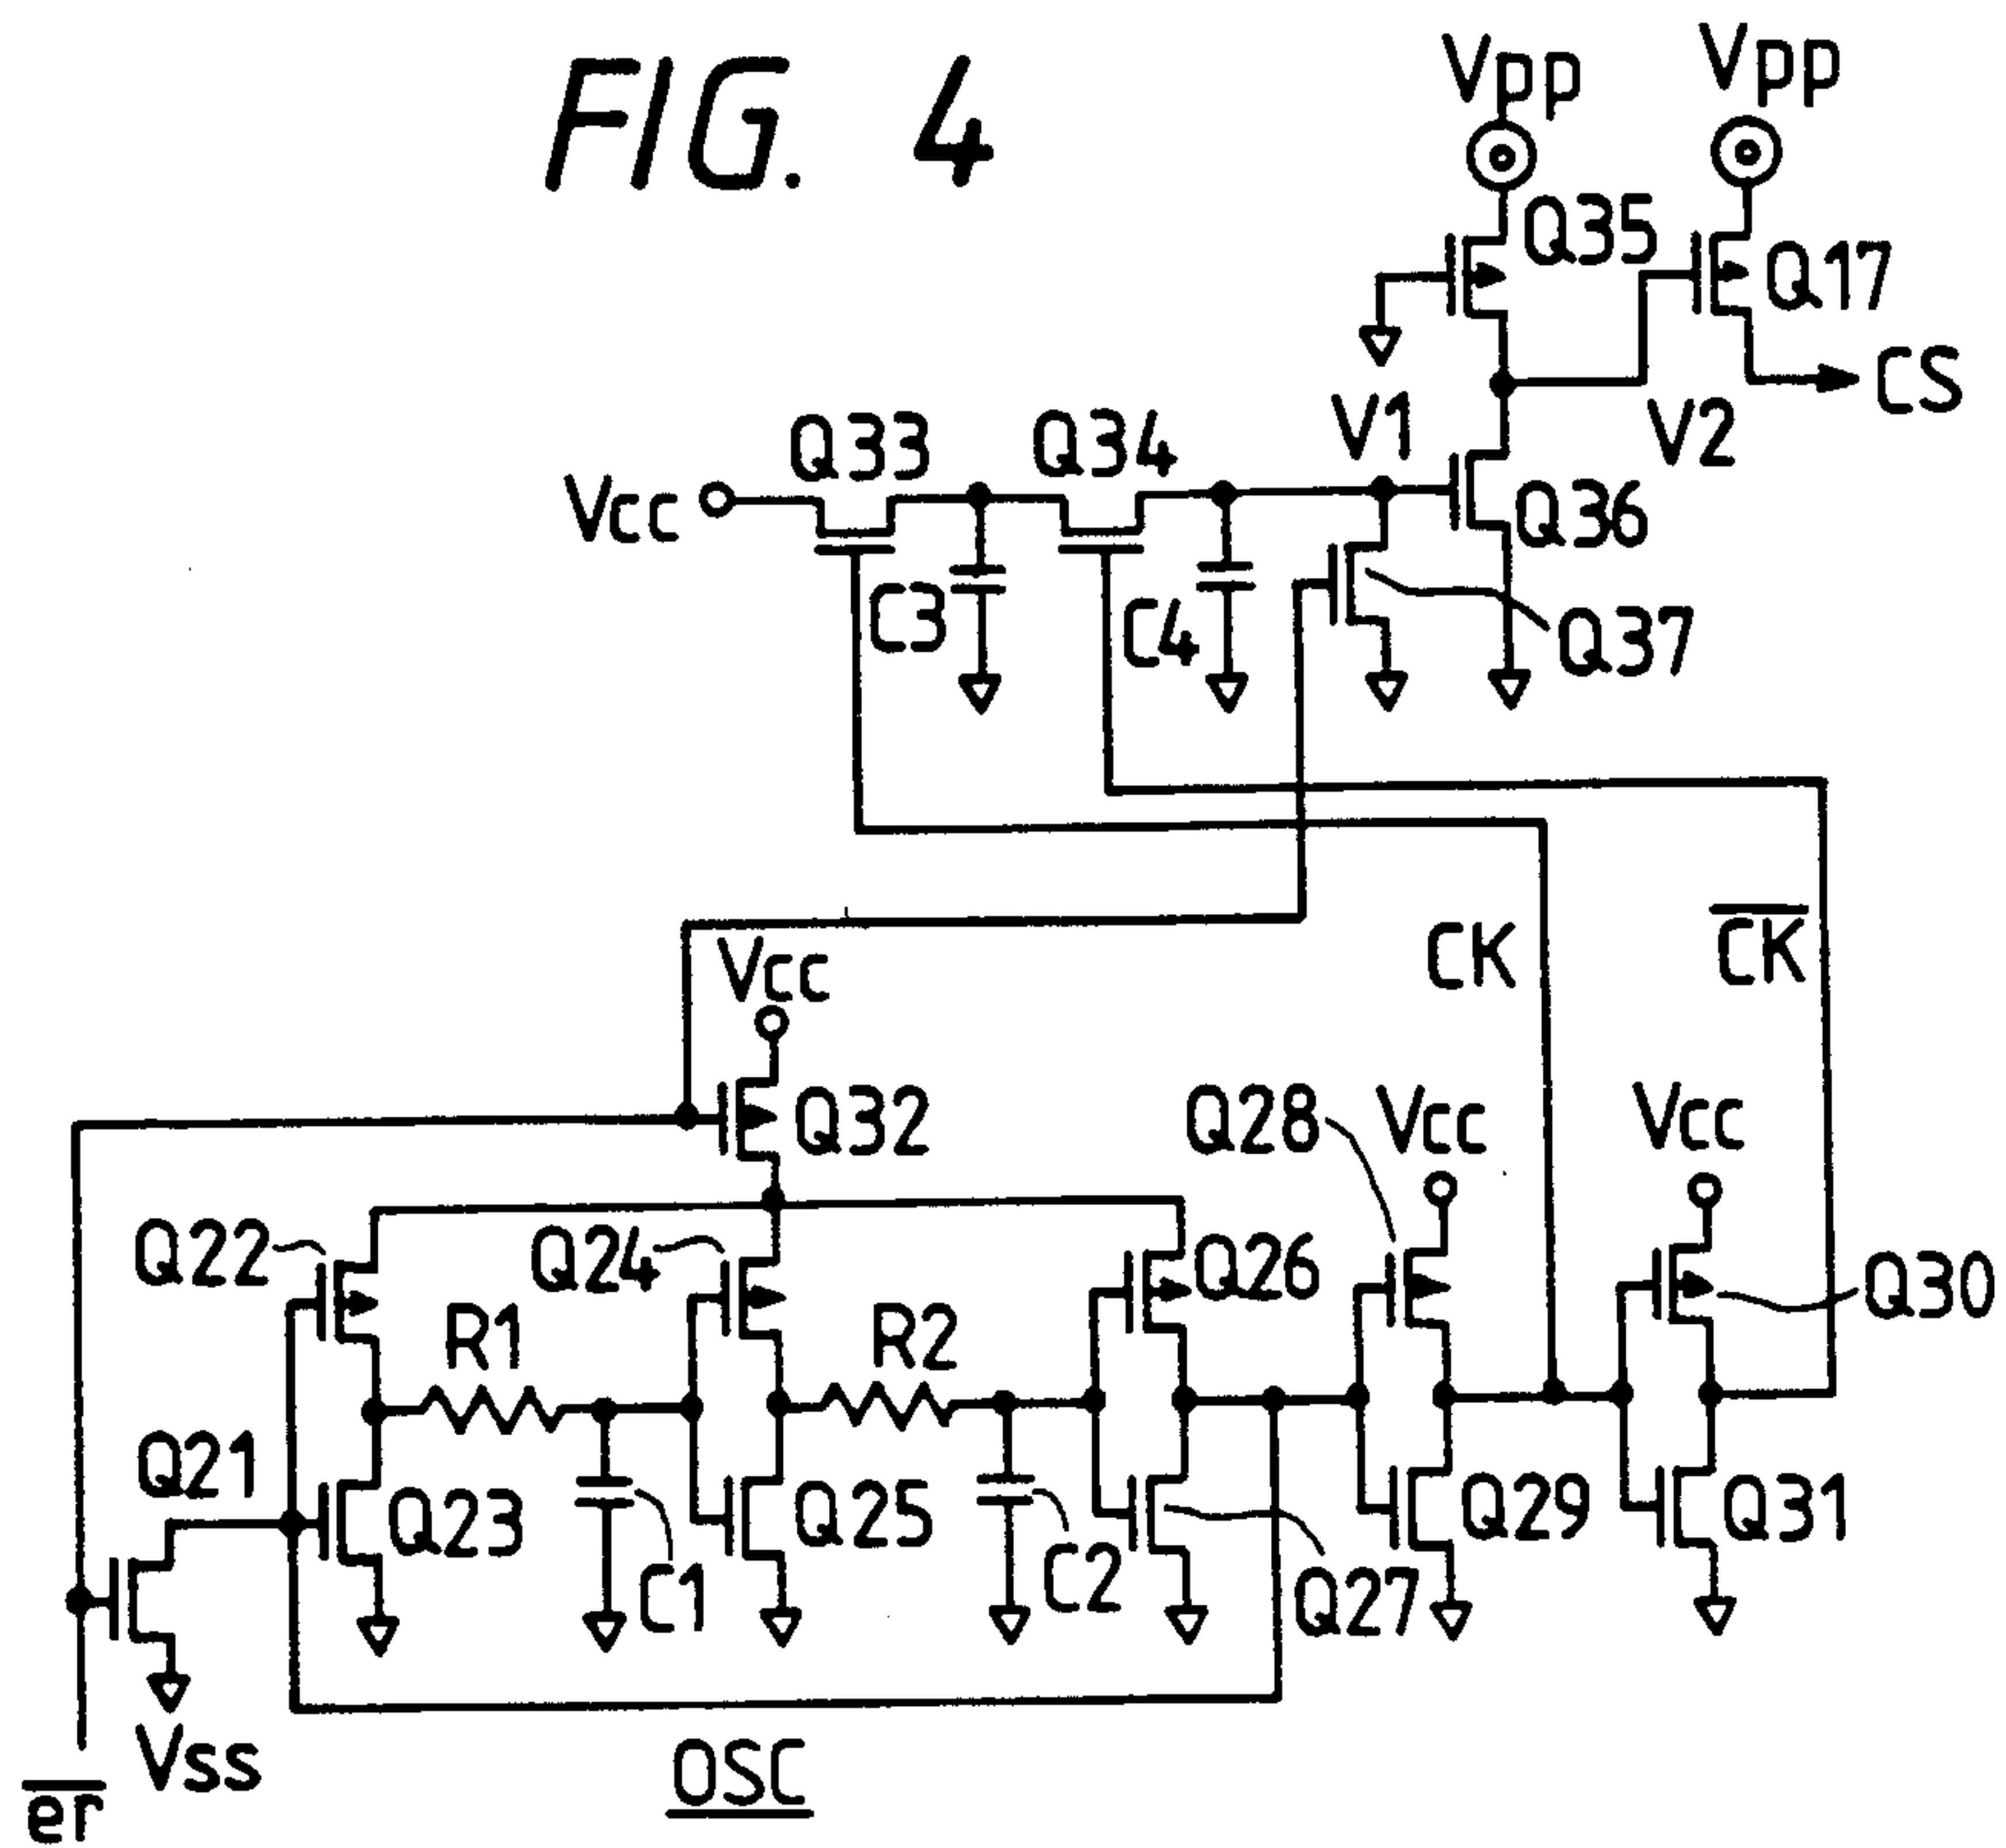 FIG. 4
Vpp
Vpp
Q35
Q17
CS
V1
V2
Q33
Q34
Vcc
Q36
C3
C4
Q37
CK
C̅K̅
Vcc
Q32
Q28
Vcc
Vcc
Q22
Q24
Q26
Q30
R1
R2
Q21
Q23
Q25
Q29
Q31
C1
C2
Q27
Vss
OSC
e̅r̅